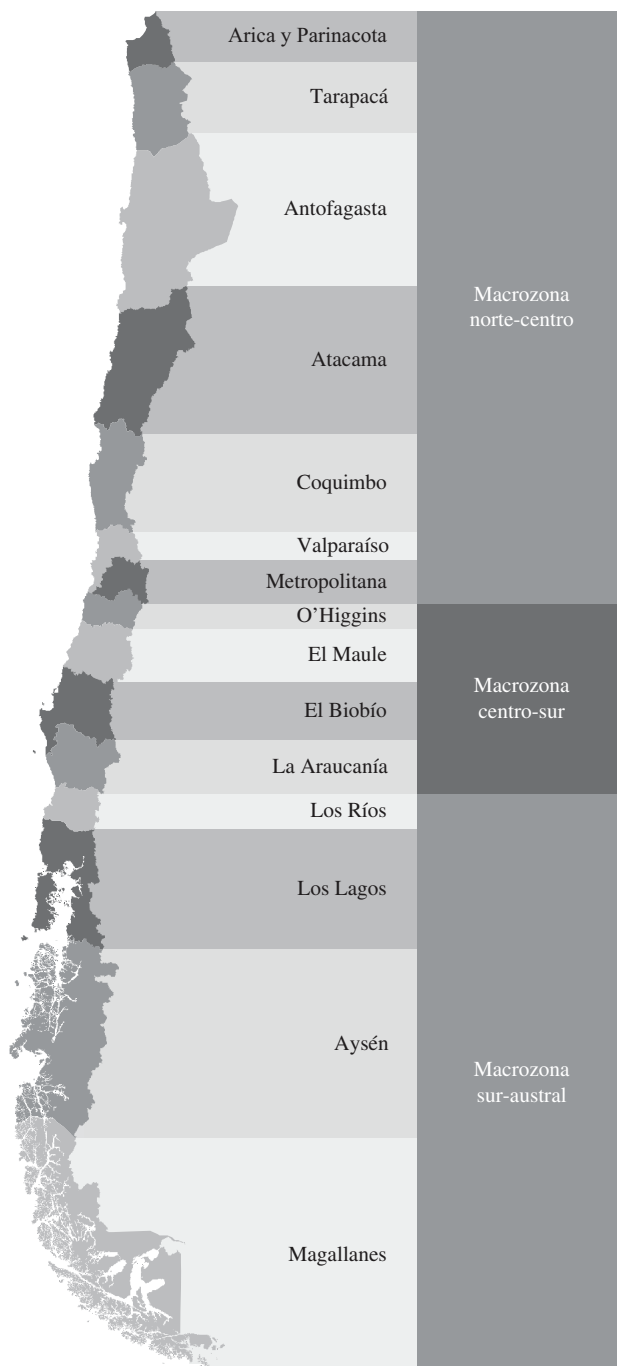 Arica y Parinacota
Tarapacá
Antofagasta
Atacama
Coquimbo
Valparaíso
Metropolitana
O’Higgins
El Maule
El Biobío
La Araucanía
Los Ríos
Los Lagos
Aysén
Magallanes
Macrozona
norte-centro
Macrozona
centro-sur
Macrozona
sur-austral